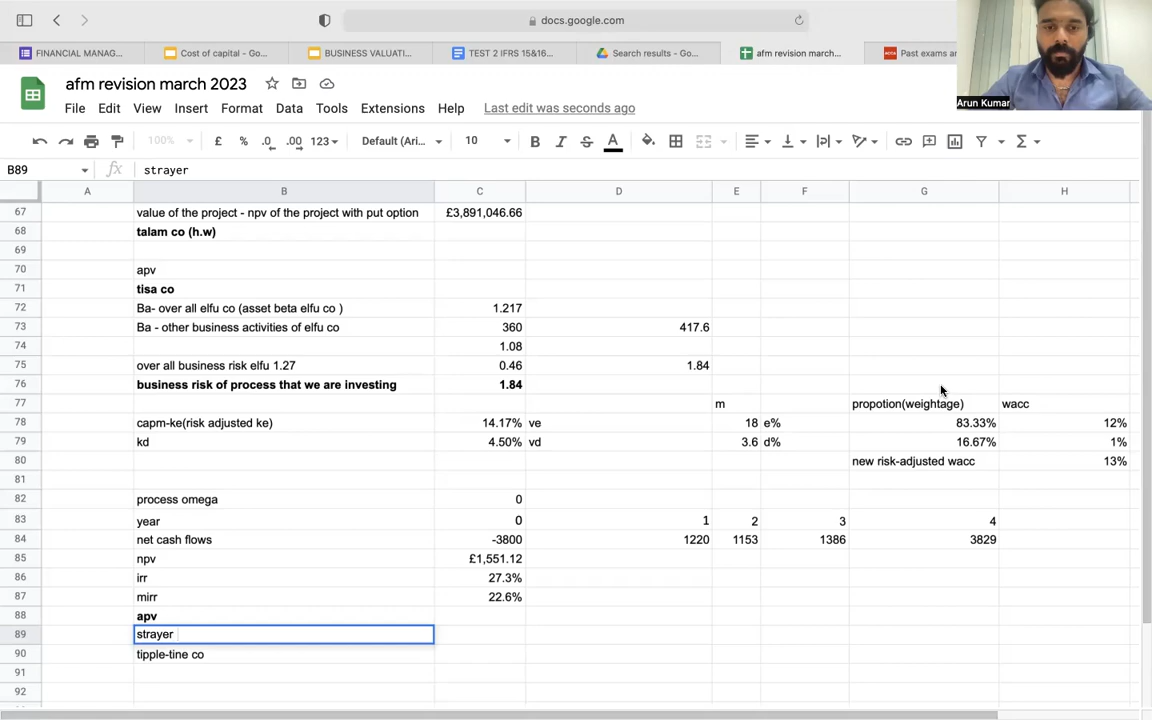 docs.google.com
FINANCIAL MANAG... Cost of capital - Go... BUSINESS VALUATI... TEST 2 IFRS 15&16... Search results - Go... afm revision march... ACCA Past exams an
afm revision march 2023
File Edit View Insert Format Data Tools Extensions Help Last edit was seconds ago
Arun Kumar
100% £ % .0 .00 123 Default (Ari... 10 B I S A
B89 fx strayer
A B C D E F G H
67 value of the project - npv of the project with put option £3,891,046.66
68 talam co (h.w)
69
70 apv
71 tisa co
72 Ba- over all elfu co (asset beta elfu co ) 1.217
73 Ba - other business activities of elfu co 360 417.6
74 1.08
75 over all business risk elfu 1.27 0.46 1.84
76 business risk of process that we are investing 1.84
77 m propotion(weightage) wacc
78 capm-ke(risk adjusted ke) 14.17% ve 18 e% 83.33% 12%
79 kd 4.50% vd 3.6 d% 16.67% 1%
80 new risk-adjusted wacc 13%
81
82 process omega 0
83 year 0 1 2 3 4
84 net cash flows -3800 1220 1153 1386 3829
85 npv £1,551.12
86 irr 27.3%
87 mirr 22.6%
88 apv
89 strayer
90 tipple-tine co
91
92